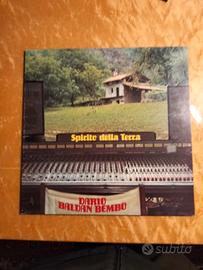 Spirito della Terra
DARIO
BALDAN BEMBO
subito